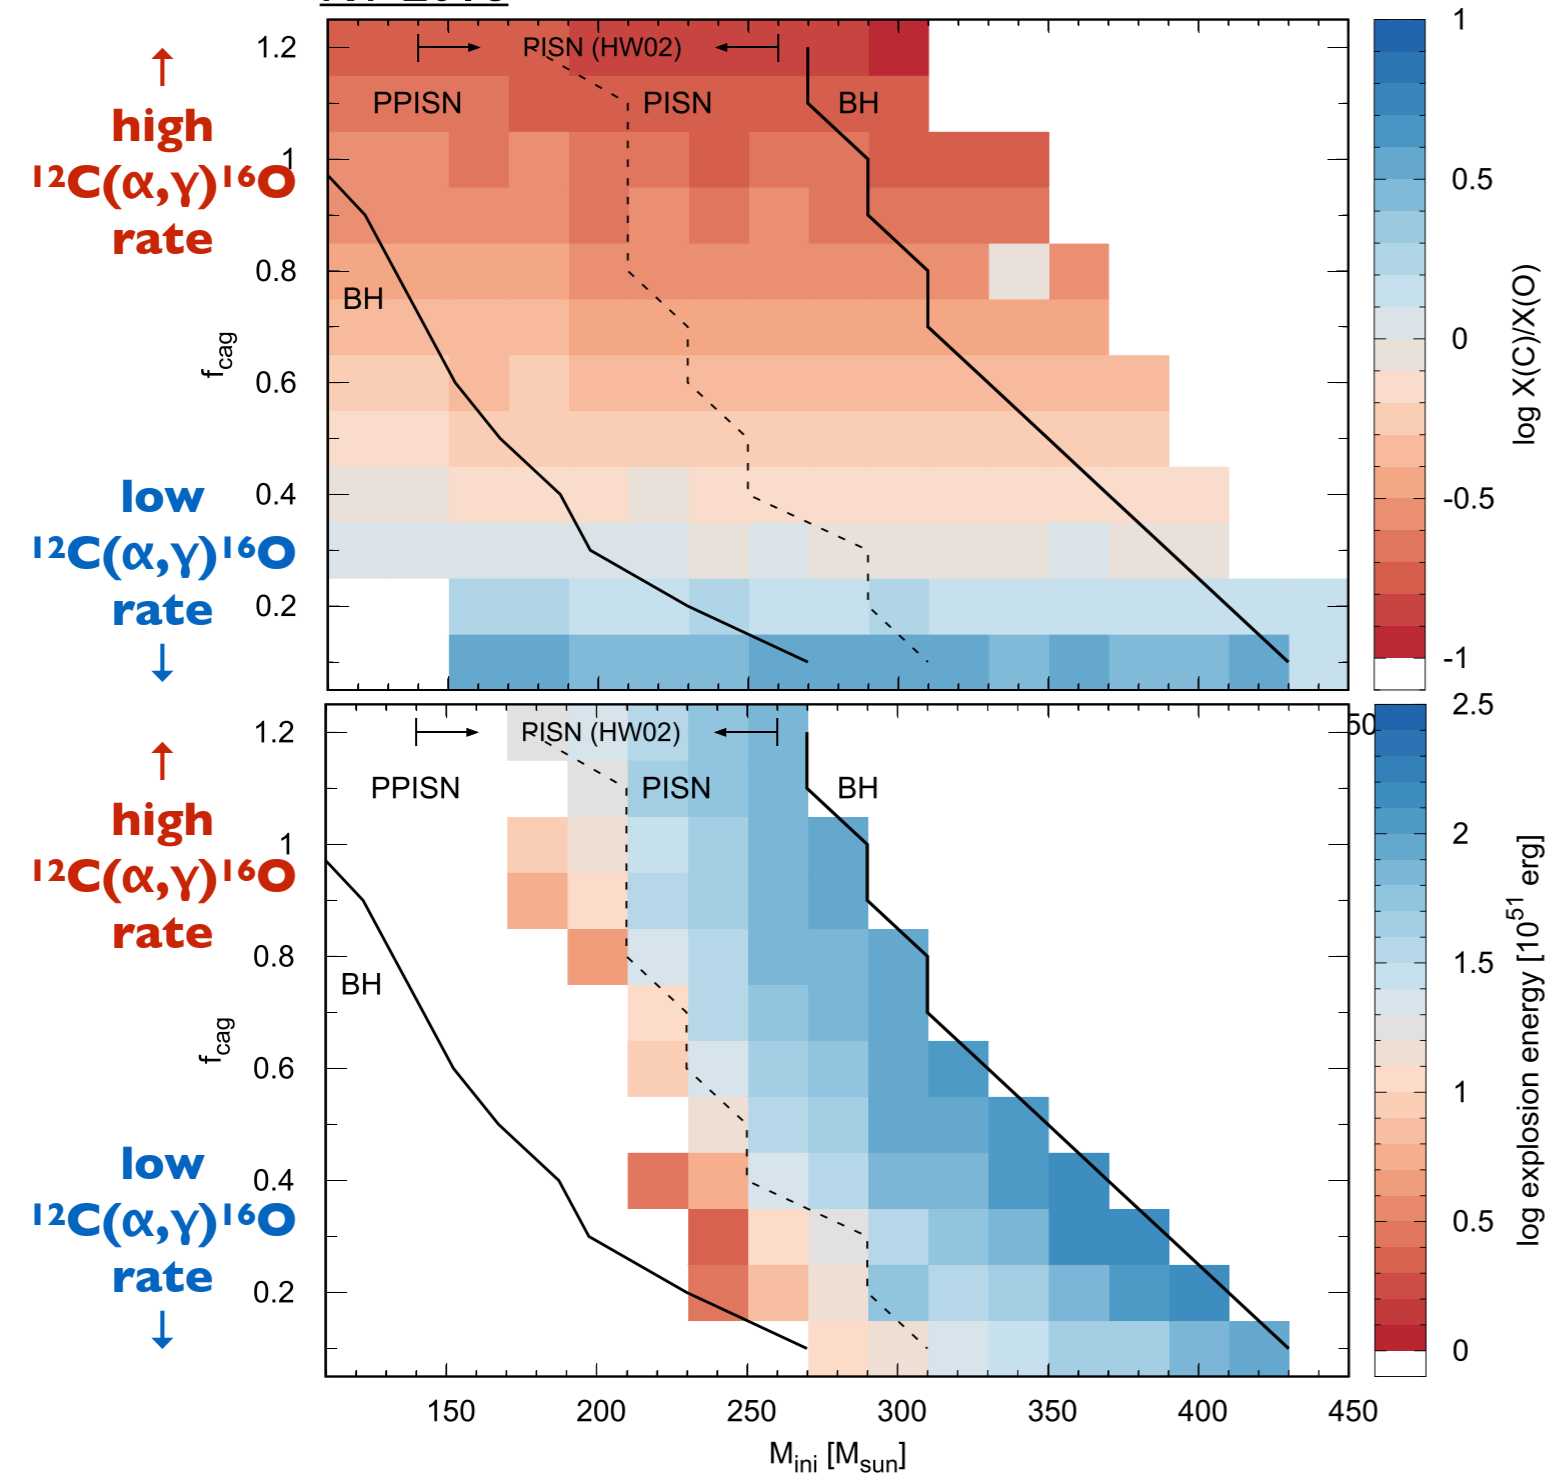 ↑
high
¹²C(α,γ)¹⁶O
rate
low
¹²C(α,γ)¹⁶O
rate
↓
f_cag
1.2
1
0.8
0.6
0.4
0.2
PISN (HW02)
PPISN
PISN
BH
BH
1
0.5
0
-0.5
-1
log X(C)/X(O)
↑
high
¹²C(α,γ)¹⁶O
rate
low
¹²C(α,γ)¹⁶O
rate
↓
f_cag
1.2
1
0.8
0.6
0.4
0.2
PISN (HW02)
PPISN
PISN
BH
BH
50
2.5
2
1.5
1
0.5
0
log explosion energy [10⁵¹ erg]
150
200
250
300
350
400
450
M_ini [M_sun]